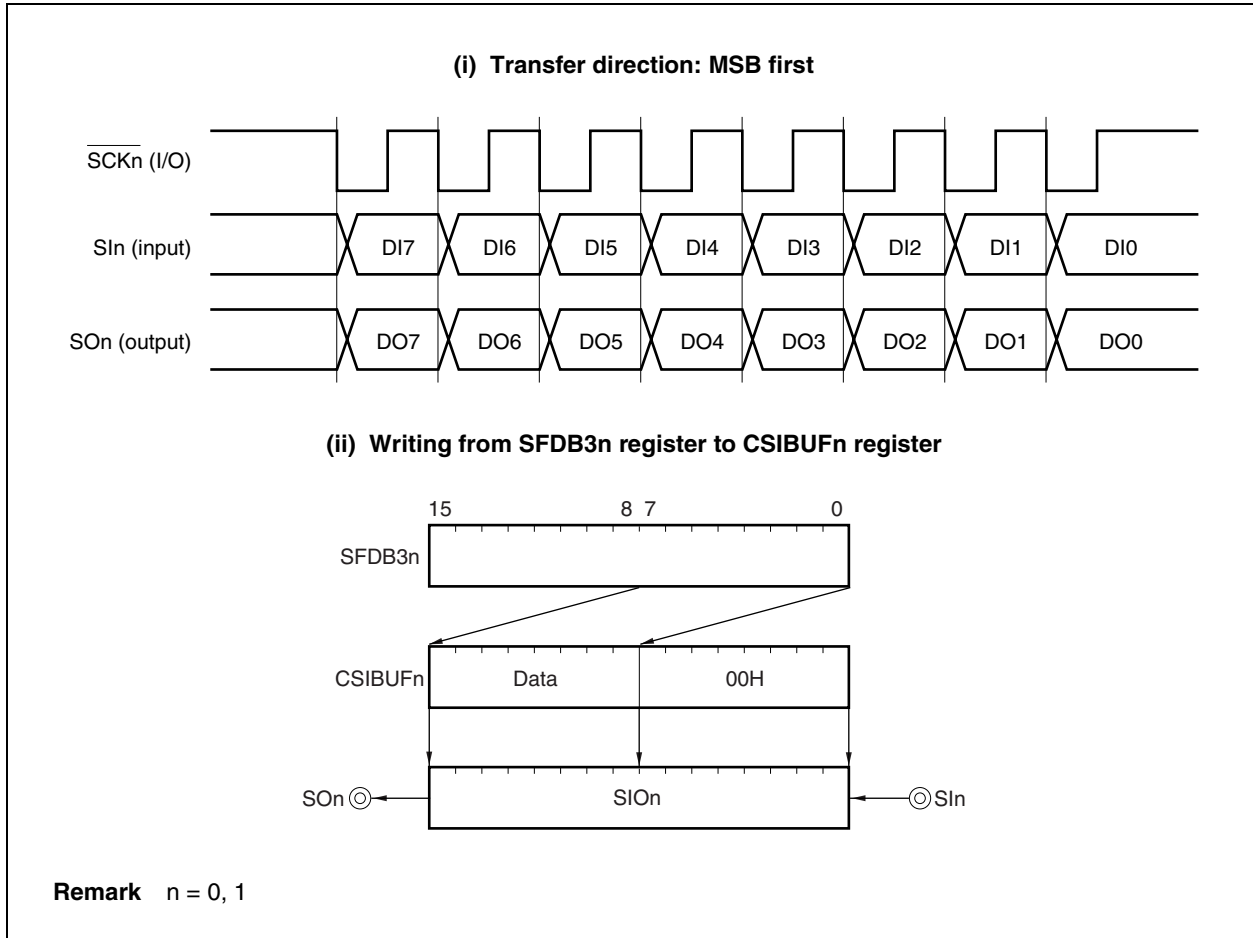 (i) Transfer direction: MSB first
SCKn (I/O)
SIn (input) DI7 DI6 DI5 DI4 DI3 DI2 DI1 DI0
SOn (output) DO7 DO6 DO5 DO4 DO3 DO2 DO1 DO0
(ii) Writing from SFDB3n register to CSIBUFn register
15 8 7 0
SFDB3n
CSIBUFn Data 00H
SOn SIOn SIn
Remark n = 0, 1